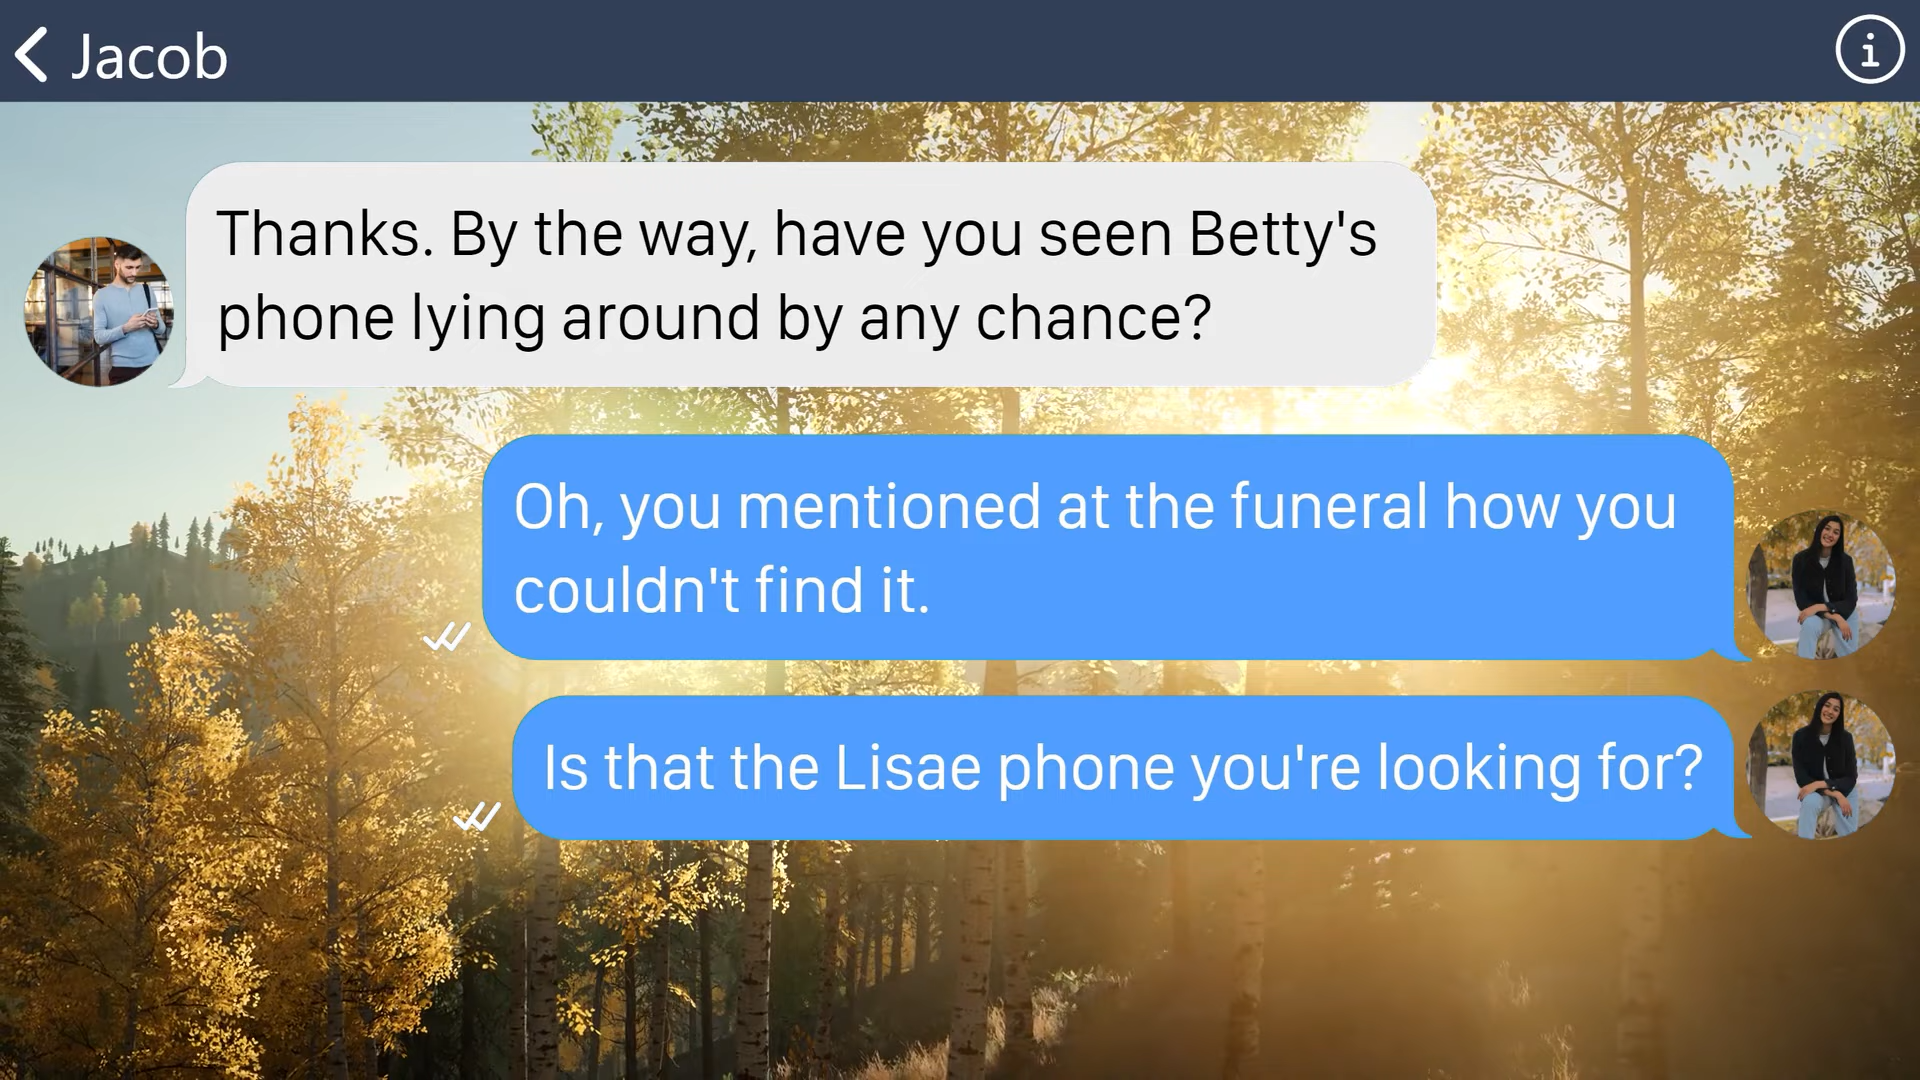 Jacob
Thanks. By the way, have you seen Betty's
phone lying around by any chance?
Oh, you mentioned at the funeral how you
couldn't find it.
Is that the Lisae phone you're looking for?